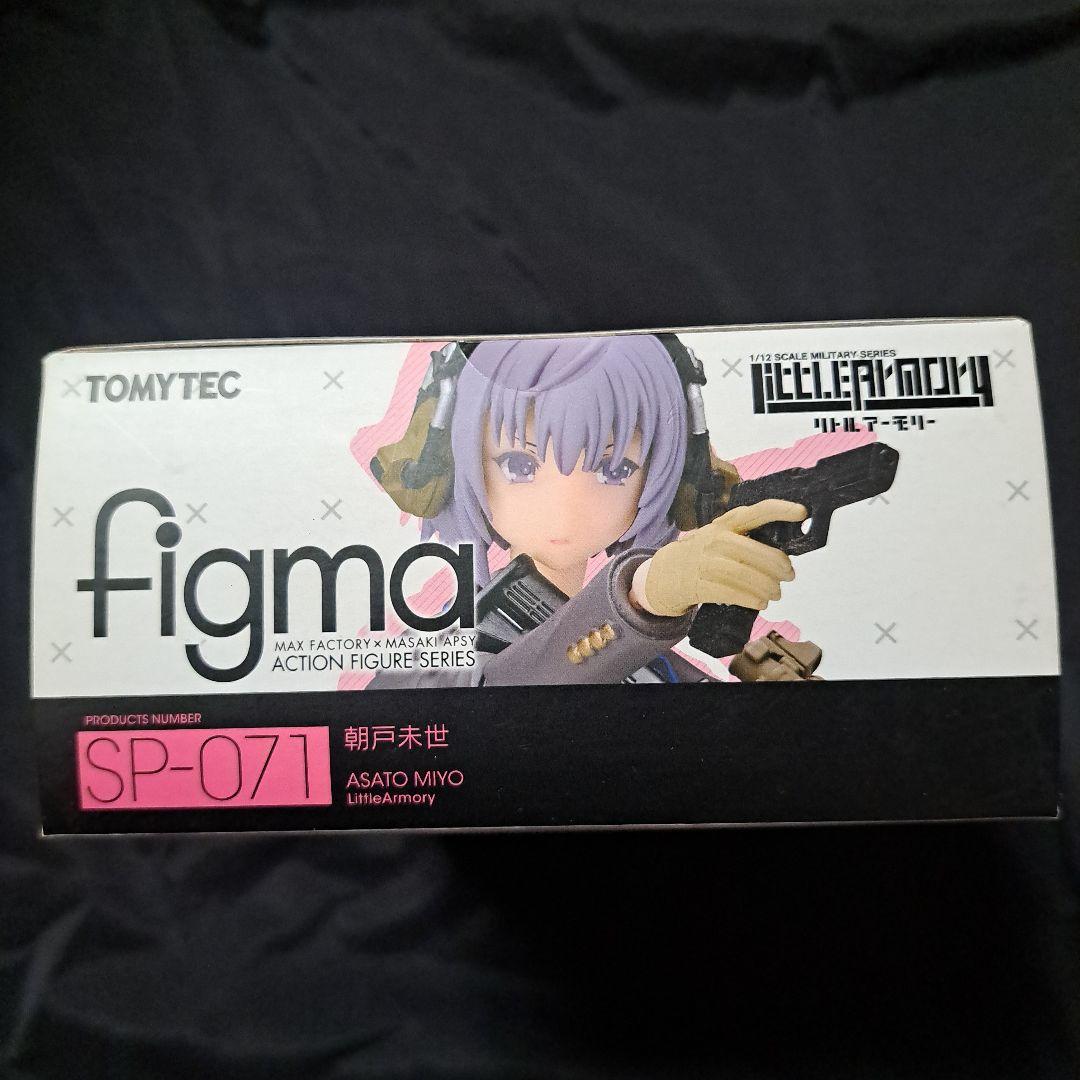 TOMYTEC
1/12 SCALE MILITARY SERIES
LittLEArmory
リトルアーモリー
figma
MAX FACTORY × MASAKI APSY
ACTION FIGURE SERIES
PRODUCTS NUMBER
SP-071
朝戸未世
ASATO MIYO
LittleArmory